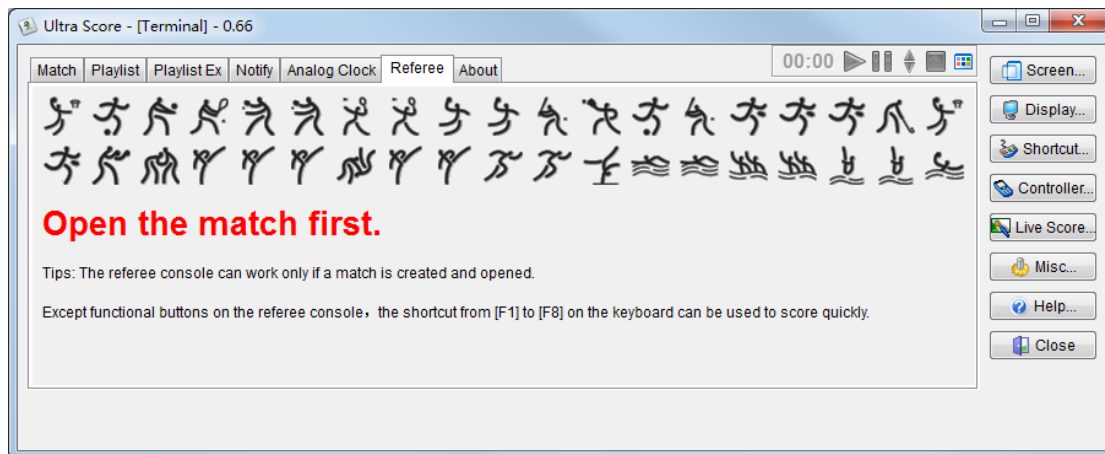 Ultra Score - [Terminal] - 0.66
Match Playlist Playlist Ex Notify Analog Clock Referee About
00:00
Open the match first.
Tips: The referee console can work only if a match is created and opened.
Except functional buttons on the referee console，the shortcut from [F1] to [F8] on the keyboard can be used to score quickly.
Screen...
Display...
Shortcut...
Controller...
Live Score...
Misc...
Help...
Close